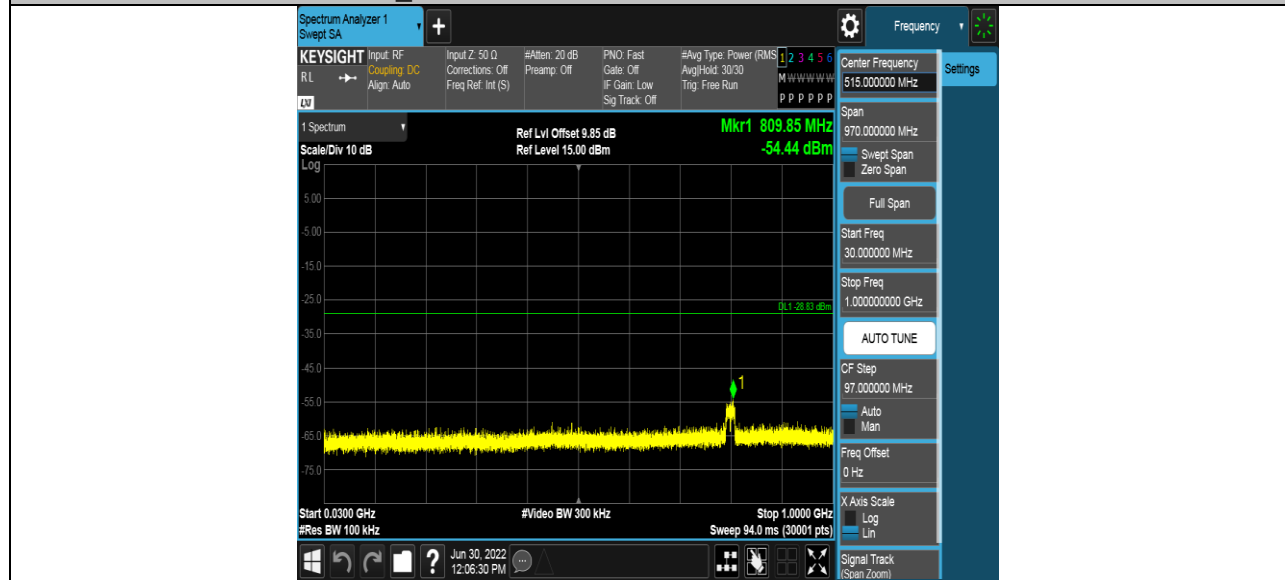 Spectrum Analyzer 1
Swept SA
+
Frequency
KEYSIGHT
RL
LXI
Input: RF
Coupling: DC
Align: Auto
Input Z: 50 Ω
Corrections: Off
Freq Ref: Int (S)
#Atten: 20 dB
Preamp: Off
PNO: Fast
Gate: Off
IF Gain: Low
Sig Track: Off
#Avg Type: Power (RMS
Avg|Hold: 30/30
Trig: Free Run
1 2 3 4 5 6
M W W W W W
P P P P P P
1 Spectrum
Scale/Div 10 dB
Ref Lvl Offset 9.85 dB
Ref Level 15.00 dBm
Mkr1 809.85 MHz
-54.44 dBm
Log
5.00
-5.00
-15.0
-25.0
DL1 -28.83 dBm
-35.0
-45.0
1
-55.0
-65.0
-75.0
Start 0.0300 GHz
#Video BW 300 kHz
Stop 1.0000 GHz
#Res BW 100 kHz
Sweep 94.0 ms (30001 pts)
?
Jun 30, 2022
12:06:30 PM
Center Frequency
515.000000 MHz
Settings
Span
970.000000 MHz
Swept Span
Zero Span
Full Span
Start Freq
30.000000 MHz
Stop Freq
1.000000000 GHz
AUTO TUNE
CF Step
97.000000 MHz
Auto
Man
Freq Offset
0 Hz
X Axis Scale
Log
Lin
Signal Track
(Span Zoom)